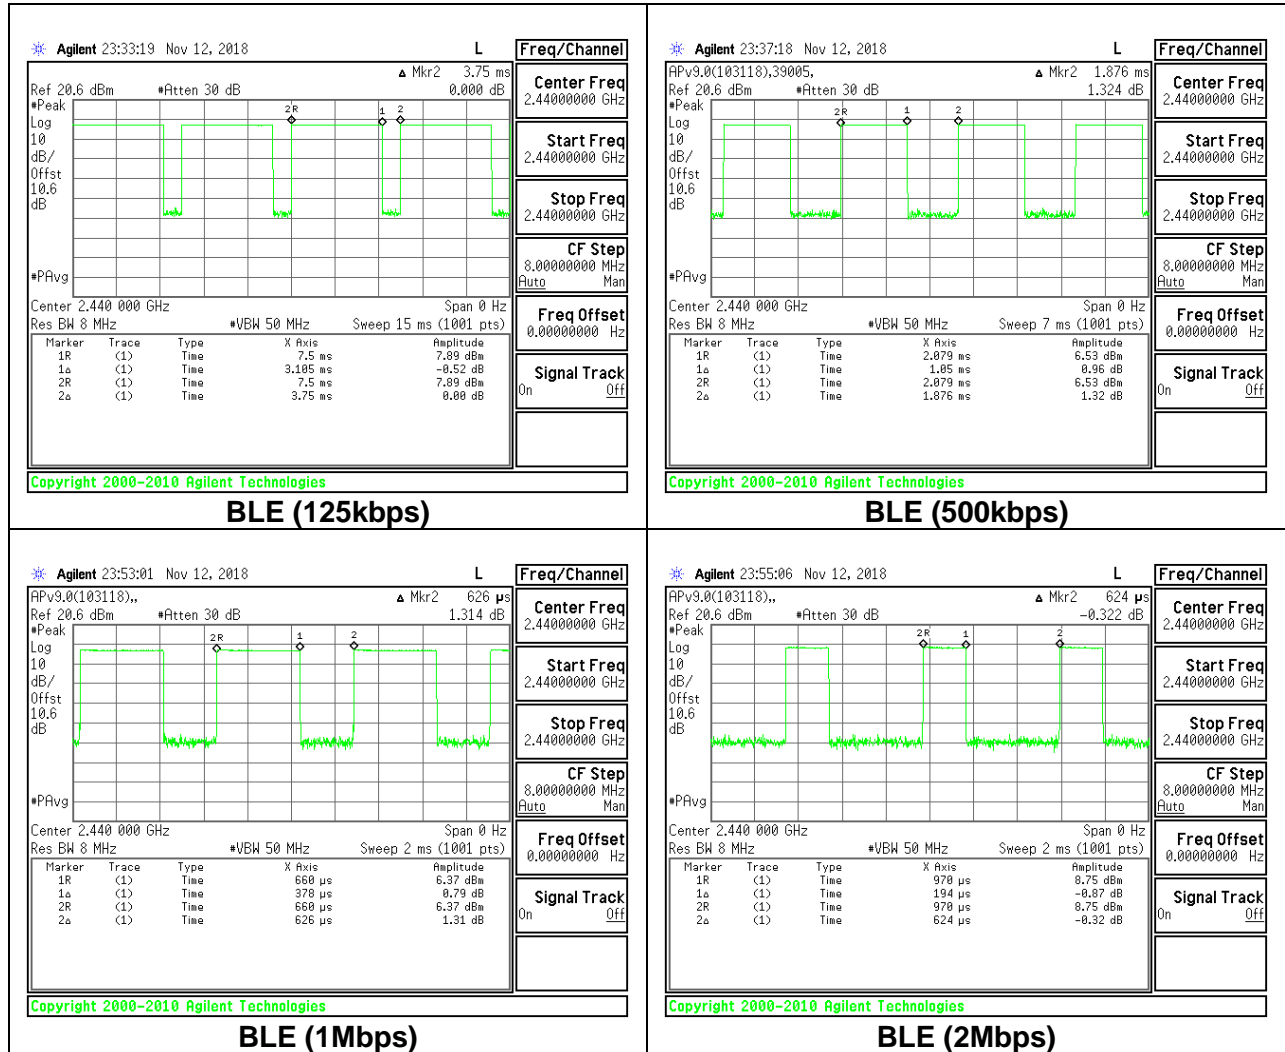 Agilent 23:33:19 Nov 12, 2018 L Freq/Channel
Δ Mkr2 3.75 ms
Ref 20.6 dBm #Atten 30 dB 0.000 dB
#Peak
Log
10
dB/
Offst
10.6
dB
#PAvg
2R 1 2
Center 2.440 000 GHz Span 0 Hz
Res BW 8 MHz #VBW 50 MHz Sweep 15 ms (1001 pts)
Marker Trace Type X Axis Amplitude
1R (1) Time 7.5 ms 7.89 dBm
1Δ (1) Time 3.105 ms -0.52 dB
2R (1) Time 7.5 ms 7.89 dBm
2Δ (1) Time 3.75 ms 0.00 dB
Center Freq
2.44000000 GHz
Start Freq
2.44000000 GHz
Stop Freq
2.44000000 GHz
CF Step
8.00000000 MHz
Auto Man
Freq Offset
0.00000000 Hz
Signal Track
On Off
Copyright 2000-2010 Agilent Technologies
BLE (125kbps)
Agilent 23:37:18 Nov 12, 2018 L Freq/Channel
APv9.0(103118),39005, Δ Mkr2 1.876 ms
Ref 20.6 dBm #Atten 30 dB 1.324 dB
#Peak
Log
10
dB/
Offst
10.6
dB
#PAvg
2R 1 2
Center 2.440 000 GHz Span 0 Hz
Res BW 8 MHz #VBW 50 MHz Sweep 7 ms (1001 pts)
Marker Trace Type X Axis Amplitude
1R (1) Time 2.079 ms 6.53 dBm
1Δ (1) Time 1.05 ms 0.96 dB
2R (1) Time 2.079 ms 6.53 dBm
2Δ (1) Time 1.876 ms 1.32 dB
Center Freq
2.44000000 GHz
Start Freq
2.44000000 GHz
Stop Freq
2.44000000 GHz
CF Step
8.00000000 MHz
Auto Man
Freq Offset
0.00000000 Hz
Signal Track
On Off
Copyright 2000-2010 Agilent Technologies
BLE (500kbps)
Agilent 23:53:01 Nov 12, 2018 L Freq/Channel
APv9.0(103118),, Δ Mkr2 626 µs
Ref 20.6 dBm #Atten 30 dB 1.314 dB
#Peak
Log
10
dB/
Offst
10.6
dB
#PAvg
2R 1 2
Center 2.440 000 GHz Span 0 Hz
Res BW 8 MHz #VBW 50 MHz Sweep 2 ms (1001 pts)
Marker Trace Type X Axis Amplitude
1R (1) Time 660 µs 6.37 dBm
1Δ (1) Time 378 µs 0.79 dB
2R (1) Time 660 µs 6.37 dBm
2Δ (1) Time 626 µs 1.31 dB
Center Freq
2.44000000 GHz
Start Freq
2.44000000 GHz
Stop Freq
2.44000000 GHz
CF Step
8.00000000 MHz
Auto Man
Freq Offset
0.00000000 Hz
Signal Track
On Off
Copyright 2000-2010 Agilent Technologies
BLE (1Mbps)
Agilent 23:55:06 Nov 12, 2018 L Freq/Channel
APv9.0(103118),, Δ Mkr2 624 µs
Ref 20.6 dBm #Atten 30 dB -0.322 dB
#Peak
Log
10
dB/
Offst
10.6
dB
#PAvg
2R 1 2
Center 2.440 000 GHz Span 0 Hz
Res BW 8 MHz #VBW 50 MHz Sweep 2 ms (1001 pts)
Marker Trace Type X Axis Amplitude
1R (1) Time 970 µs 8.75 dBm
1Δ (1) Time 194 µs -0.87 dB
2R (1) Time 970 µs 8.75 dBm
2Δ (1) Time 624 µs -0.32 dB
Center Freq
2.44000000 GHz
Start Freq
2.44000000 GHz
Stop Freq
2.44000000 GHz
CF Step
8.00000000 MHz
Auto Man
Freq Offset
0.00000000 Hz
Signal Track
On Off
Copyright 2000-2010 Agilent Technologies
BLE (2Mbps)